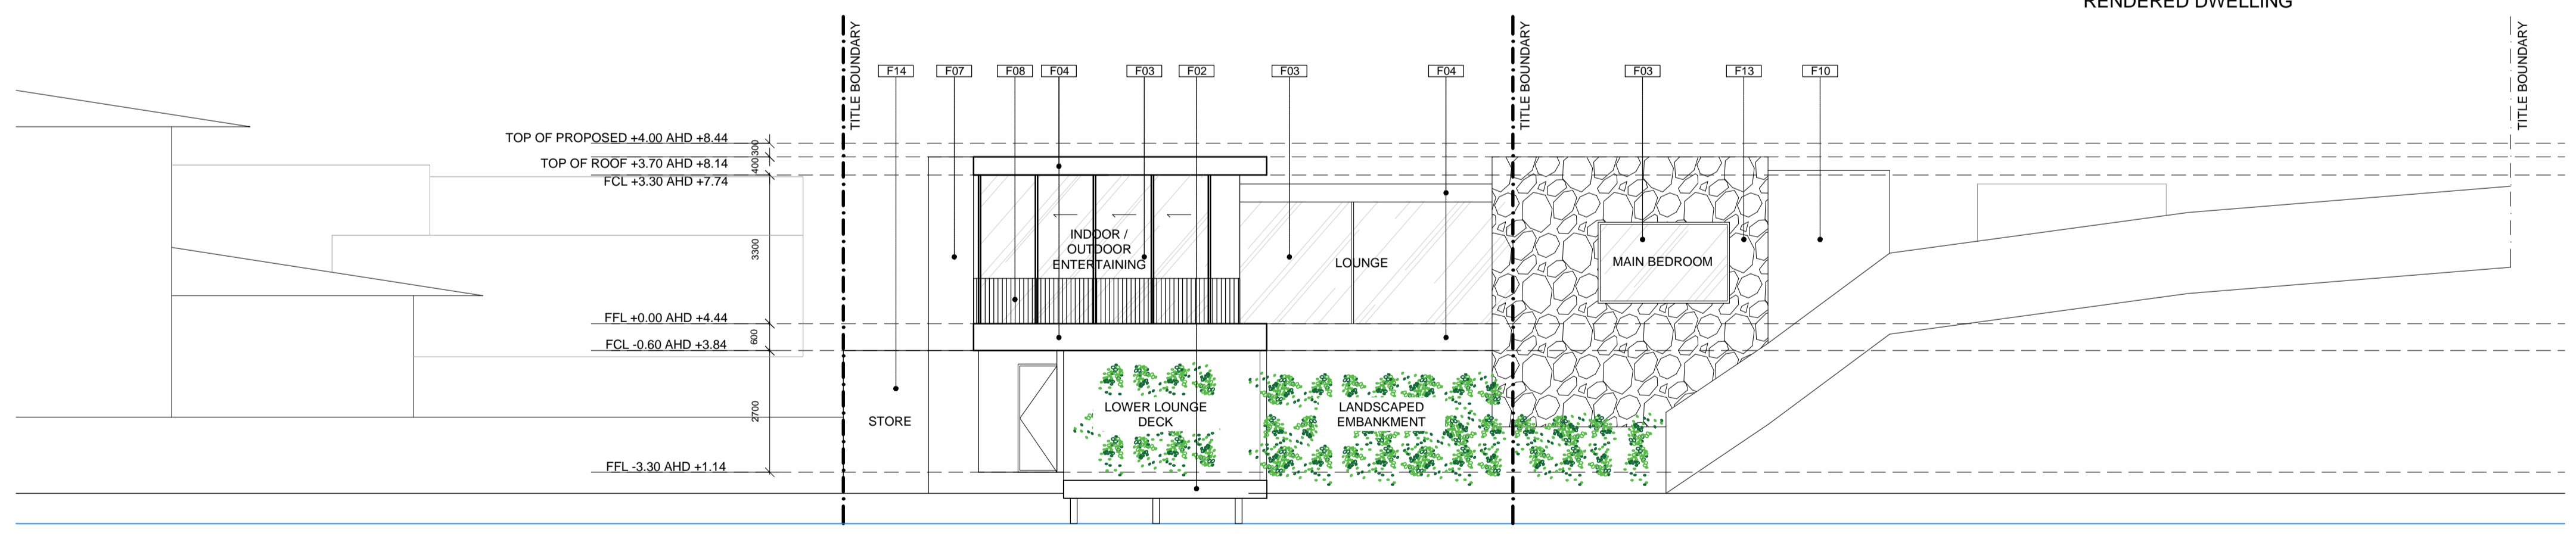 RENDERED DWELLING
TITLE BOUNDARY
TITLE BOUNDARY
TITLE BOUNDARY
F14
F07
F08
F04
F03
F02
F03
F04
F03
F13
F10
TOP OF PROPOSED +4.00 AHD +8.44
300
TOP OF ROOF +3.70 AHD +8.14
400
FCL +3.30 AHD +7.74
3300
INDOOR /
OUTDOOR
ENTERTAINING
LOUNGE
MAIN BEDROOM
FFL +0.00 AHD +4.44
600
FCL -0.60 AHD +3.84
2700
STORE
LOWER LOUNGE
DECK
LANDSCAPED
EMBANKMENT
FFL -3.30 AHD +1.14